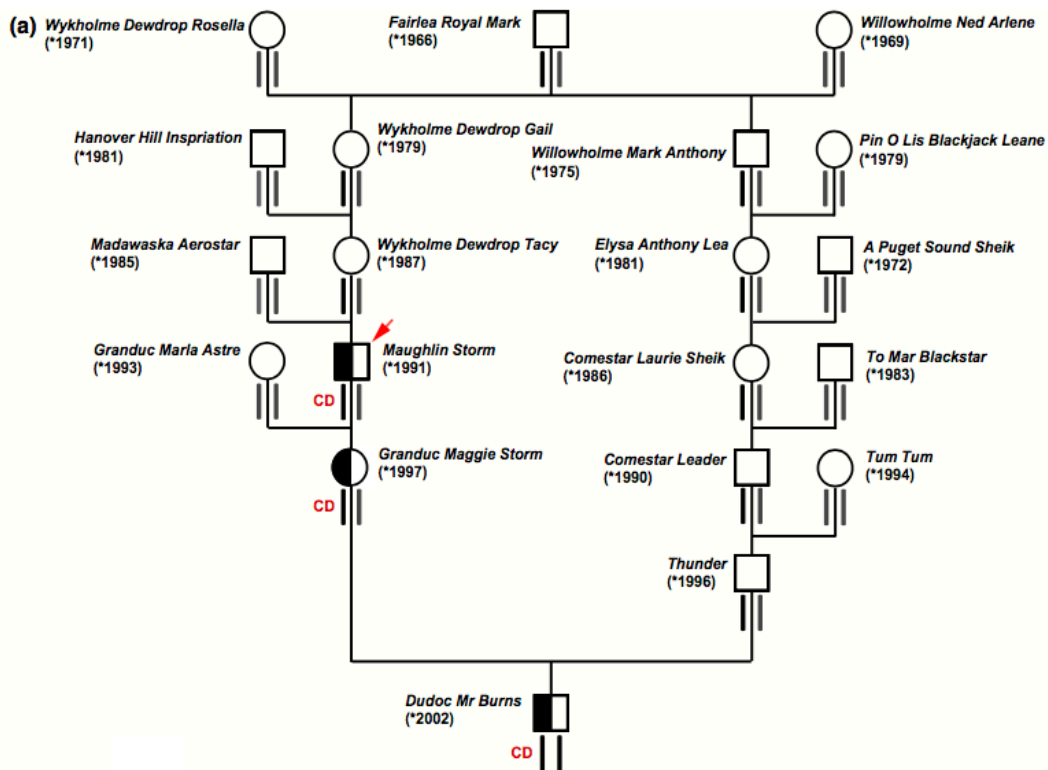 (a) Wykholme Dewdrop Rosella
(*1971)
Fairlea Royal Mark
(*1966)
Willowholme Ned Arlene
(*1969)
Hanover Hill Inspriation
(*1981)
Wykholme Dewdrop Gail
(*1979)
Willowholme Mark Anthony
(*1975)
Pin O Lis Blackjack Leane
(*1979)
Madawaska Aerostar
(*1985)
Wykholme Dewdrop Tacy
(*1987)
Elysa Anthony Lea
(*1981)
A Puget Sound Sheik
(*1972)
Granduc Marla Astre
(*1993)
Maughlin Storm
(*1991)
Comestar Laurie Sheik
(*1986)
To Mar Blackstar
(*1983)
CD
Granduc Maggie Storm
(*1997)
Comestar Leader
(*1990)
Tum Tum
(*1994)
CD
Thunder
(*1996)
Dudoc Mr Burns
(*2002)
CD